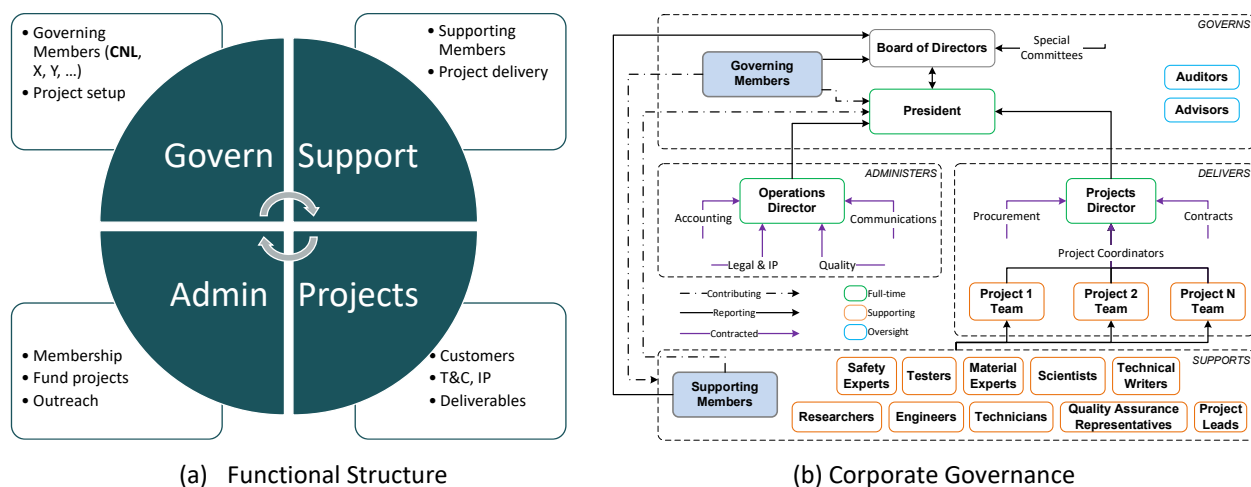 • Governing
Members (CNL,
X, Y, ...)
• Project setup
• Supporting
Members
• Project delivery
Govern
Support
Admin
Projects
• Membership
• Fund projects
• Outreach
• Customers
• T&C, IP
• Deliverables
(a) Functional Structure
GOVERNS
Board of Directors
Special
Committees
Governing
Members
Auditors
President
Advisors
ADMINISTERS
Operations
Director
Accounting
Communications
Legal & IP
Quality
DELIVERS
Projects
Director
Procurement
Contracts
Project Coordinators
Project 1
Team
Project 2
Team
Project N
Team
Contributing
Reporting
Contracted
Full-time
Supporting
Oversight
SUPPORTS
Supporting
Members
Safety
Experts
Testers
Material
Experts
Scientists
Technical
Writers
Researchers
Engineers
Technicians
Quality Assurance
Representatives
Project
Leads
(b) Corporate Governance